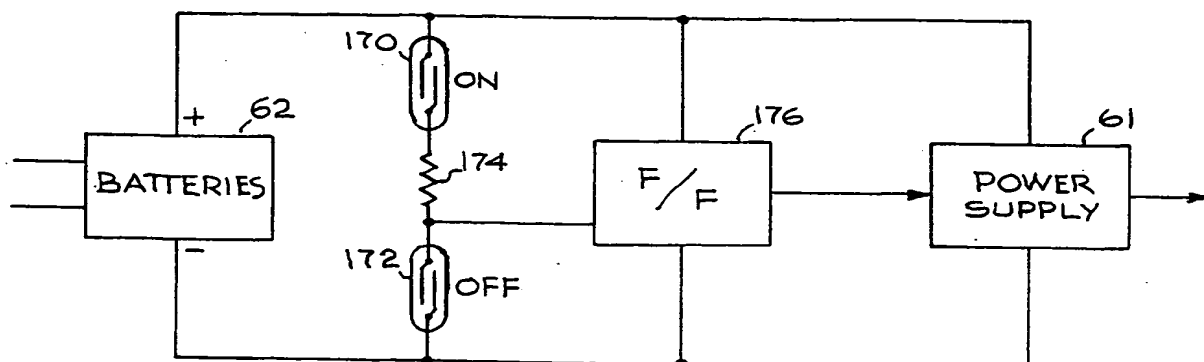 170
ON
+
62
176
61
BATTERIES
174
F/F
POWER
SUPPLY
-
172
OFF